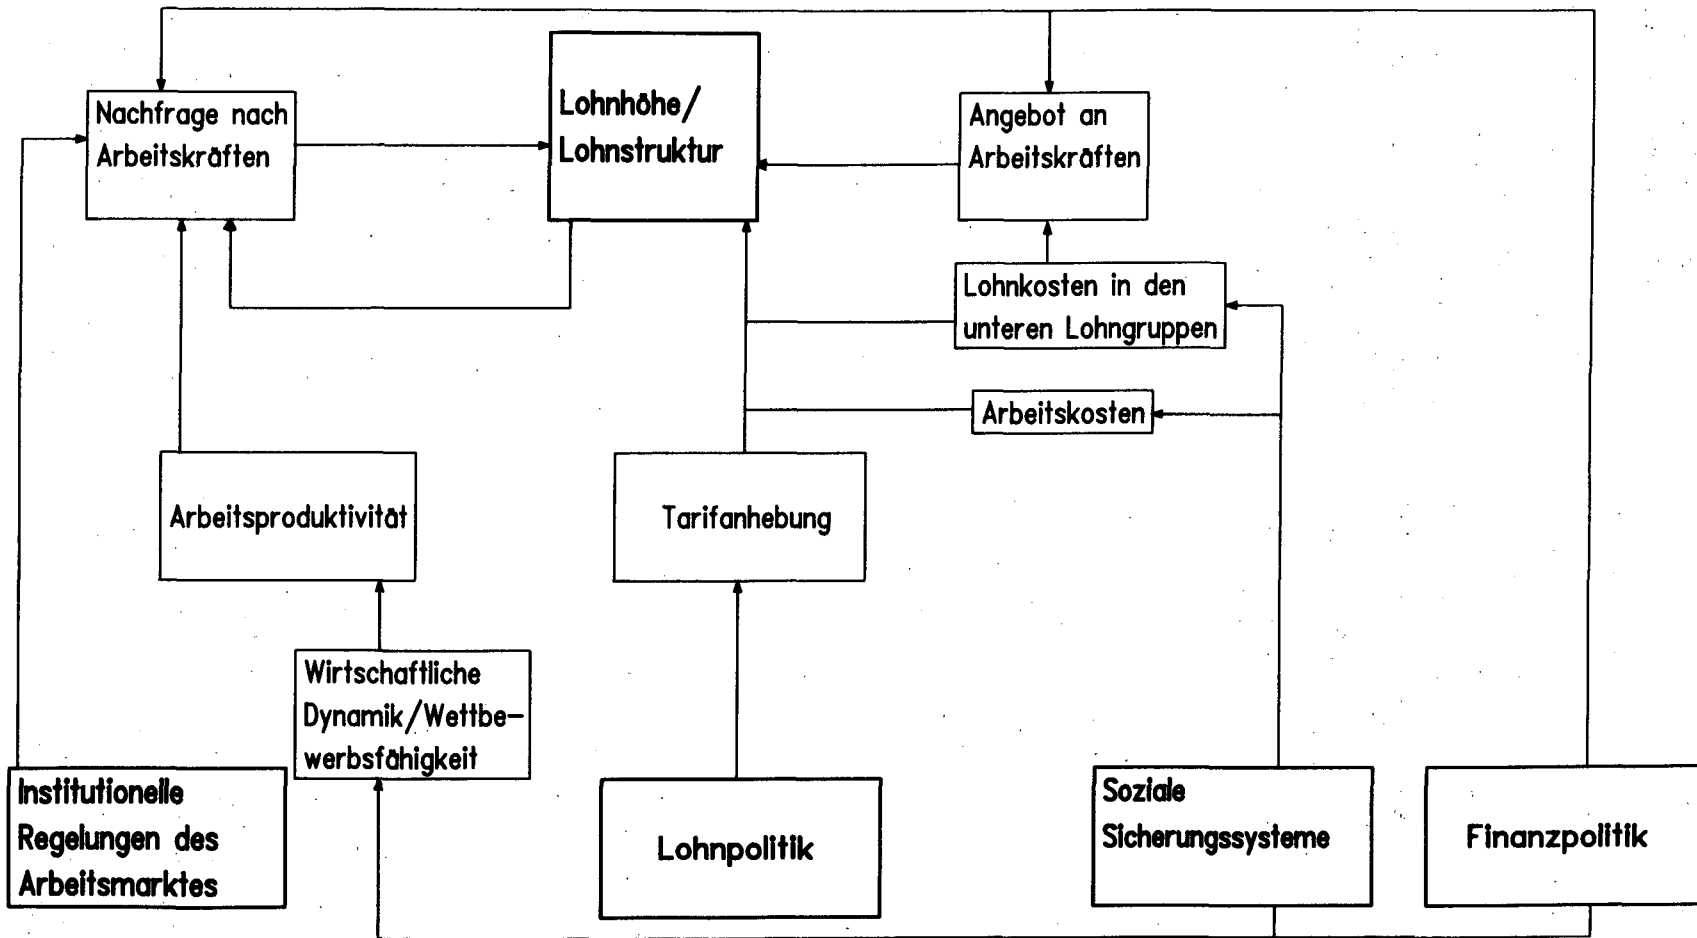 Nachfrage nach
Arbeitskräften
Lohnhöhe/
Lohnstruktur
Angebot an
Arbeitskräften
Lohnkosten in den
unteren Lohngruppen
Arbeitskosten
Arbeitsproduktivität
Tarifanhebung
Wirtschaftliche
Dynamik/Wettbe-
werbsfähigkeit
Institutionelle
Regelungen des
Arbeitsmarktes
Lohnpolitik
Soziale
Sicherungssysteme
Finanzpolitik